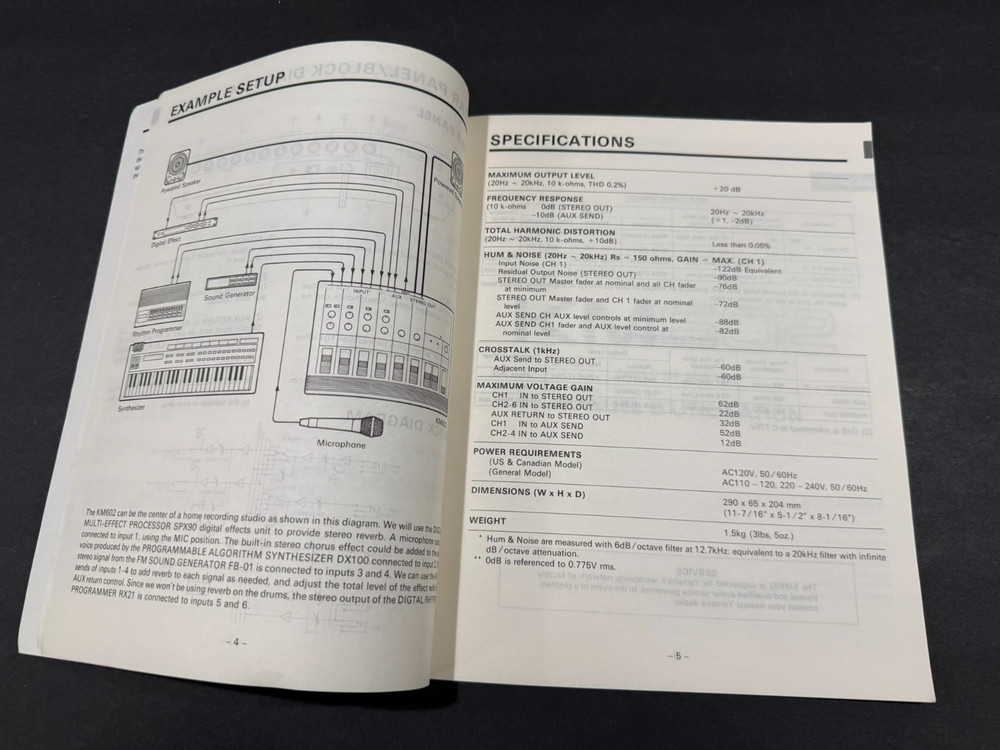 EXAMPLE SETUP
Powered Speaker
Powered
Digital Effect
Sound Generator
Rhythm Programmer
Synthesizer
INPUT
AUX
STEREO OUT
KM602
Microphone
The KM602 can be the center of a home recording studio as shown in this diagram. We will use the
MULTI-EFFECT PROCESSOR SPX90 digital effects unit to provide stereo reverb. A microphone
connected to input 1, using the MIC position. The built-in stereo chorus effect could be added to
voice produced by the PROGRAMMABLE ALGORITHM SYNTHESIZER DX100 connected to input 2
stereo signal from the FM SOUND GENERATOR FB-01 is connected to inputs 3 and 4. We can use the
sends of inputs 1-4 to add reverb to each signal as needed, and adjust the total level of the effect
AUX return control. Since we won't be using reverb on the drums, the stereo output of the DIGTAL
PROGRAMMER RX21 is connected to inputs 5 and 6.
– 4 –
SPECIFICATIONS
MAXIMUM OUTPUT LEVEL
(20Hz ~ 20kHz, 10 k-ohms, THD 0.2%) +20 dB
FREQUENCY RESPONSE
(10 k-ohms 0dB (STEREO OUT) 20Hz ~ 20kHz
–10dB (AUX SEND) (+1, -2dB)
TOTAL HARMONIC DISTORTION
(20Hz ~ 20kHz, 10 k-ohms, +10dB) Less than 0.05%
HUM & NOISE (20Hz ~ 20kHz) Rs = 150 ohms, GAIN = MAX. (CH 1)
Input Noise (CH 1) –122dB Equivalent
Residual Output Noise (STEREO OUT) –90dB
STEREO OUT Master fader at nominal and all CH fader –76dB
at minimum
STEREO OUT Master fader and CH 1 fader at nominal –72dB
level
AUX SEND CH AUX level controls at minimum level –88dB
AUX SEND CH1 fader and AUX level control at –82dB
nominal level
CROSSTALK (1kHz)
AUX Send to STEREO OUT –60dB
Adjacent Input –60dB
MAXIMUM VOLTAGE GAIN
CH1 IN to STEREO OUT 62dB
CH2-6 IN to STEREO OUT 22dB
AUX RETURN to STEREO OUT 32dB
CH1 IN to AUX SEND 52dB
CH2-4 IN to AUX SEND 12dB
POWER REQUIREMENTS
(US & Canadian Model) AC120V, 50/60Hz
(General Model) AC110 – 120, 220 – 240V, 50/60Hz
DIMENSIONS (W x H x D) 290 x 65 x 204 mm
(11-7/16" x 5-1/2" x 8-1/16")
WEIGHT 1.5kg (3lbs, 5oz.)
* Hum & Noise are measured with 6dB/octave filter at 12.7kHz: equivalent to a 20kHz filter with infinite
dB/octave attenuation.
** 0dB is referenced to 0.775V rms.
– 5 –